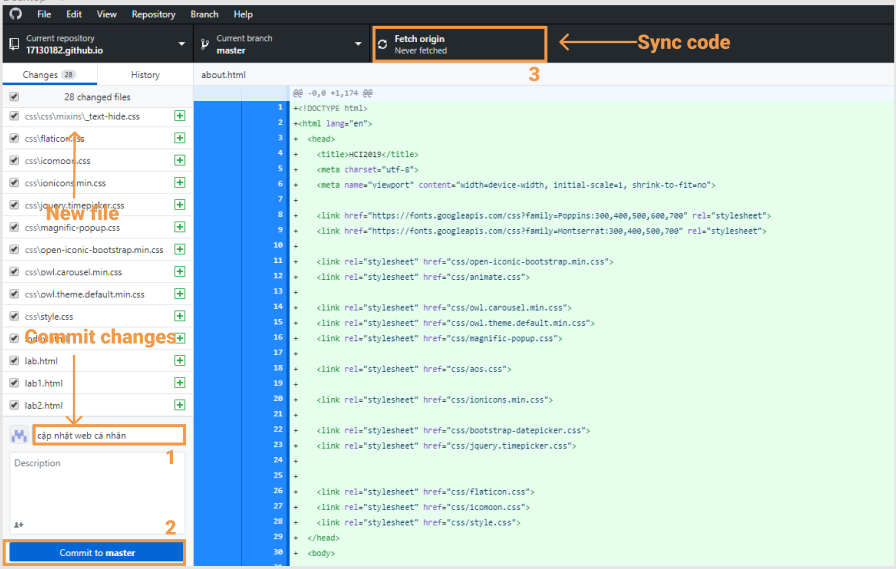 File Edit View Repository Branch Help
Current repository
17130182.github.io
Current branch
master
Fetch origin
Never fetched
Sync code
3
Changes 28 History
28 changed files
css\css\mixins\_text-hide.css
css\flaticon.css
css\icomoon.css
css\ionicons.min.css
css\jquery.timepicker.css
New file
css\magnific-popup.css
css\open-iconic-bootstrap.min.css
css\owl.carousel.min.css
css\owl.theme.default.min.css
css\style.css
Commit changes
index.html
lab.html
lab1.html
lab2.html
cập nhật web cá nhân
1
Description
2
Commit to master
about.html
@@ -0,0 +1,174 @@
1 +<!DOCTYPE html>
2 +<html lang="en">
3 + <head>
4 + <title>HCI2019</title>
5 + <meta charset="utf-8">
6 + <meta name="viewport" content="width=device-width, initial-scale=1, shrink-to-fit=no">
7 +
8 + <link href="https://fonts.googleapis.com/css?family=Poppins:300,400,500,600,700" rel="stylesheet">
9 + <link href="https://fonts.googleapis.com/css?family=Montserrat:300,400,500,700" rel="stylesheet">
10 +
11 + <link rel="stylesheet" href="css/open-iconic-bootstrap.min.css">
12 + <link rel="stylesheet" href="css/animate.css">
13 +
14 + <link rel="stylesheet" href="css/owl.carousel.min.css">
15 + <link rel="stylesheet" href="css/owl.theme.default.min.css">
16 + <link rel="stylesheet" href="css/magnific-popup.css">
17 +
18 + <link rel="stylesheet" href="css/aos.css">
19 +
20 + <link rel="stylesheet" href="css/ionicons.min.css">
21 +
22 + <link rel="stylesheet" href="css/bootstrap-datepicker.css">
23 + <link rel="stylesheet" href="css/jquery.timepicker.css">
24 +
25 +
26 + <link rel="stylesheet" href="css/flaticon.css">
27 + <link rel="stylesheet" href="css/icomoon.css">
28 + <link rel="stylesheet" href="css/style.css">
29 + </head>
30 + <body>